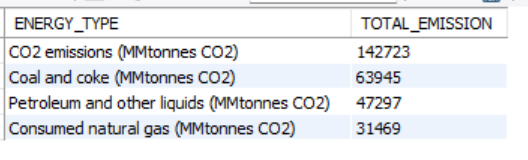 ENERGY_TYPE TOTAL_EMISSION
CO2 emissions (MMtonnes CO2) 142723
Coal and coke (MMtonnes CO2) 63945
Petroleum and other liquids (MMtonnes CO2) 47297
Consumed natural gas (MMtonnes CO2) 31469